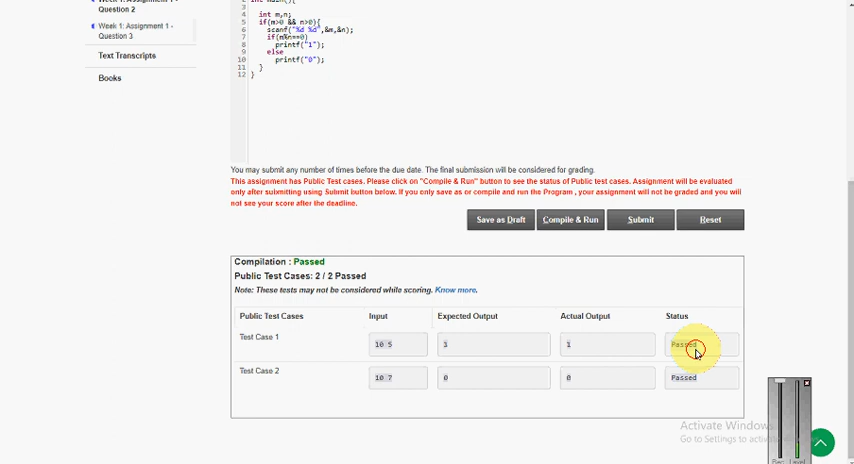 Question 2
Week 1: Assignment 1 -
Question 3
Text Transcripts
Books
2
3
4 int m,n;
5 if(m>0 && n>0){
6 scanf("%d %d",&m,&n);
7 if(m%n==0)
8 printf("1");
9 else
10 printf("0");
11 }
12 }
You may submit any number of times before the due date. The final submission will be considered for grading.
This assignment has Public Test cases. Please click on "Compile & Run" button to see the status of Public test cases. Assignment will be evaluated
only after submitting using Submit button below. If you only save as or compile and run the Program , your assignment will not be graded and you will
not see your score after the deadline.
Save as Draft Compile & Run Submit Reset
Compilation : Passed
Public Test Cases: 2 / 2 Passed
Note: These tests may not be considered while scoring. Know more.
Public Test Cases Input Expected Output Actual Output Status
Test Case 1 10 5 1 1 Passed
Test Case 2 10 7 0 0 Passed
Activate Windows
Go to Settings to activate
Rec Level